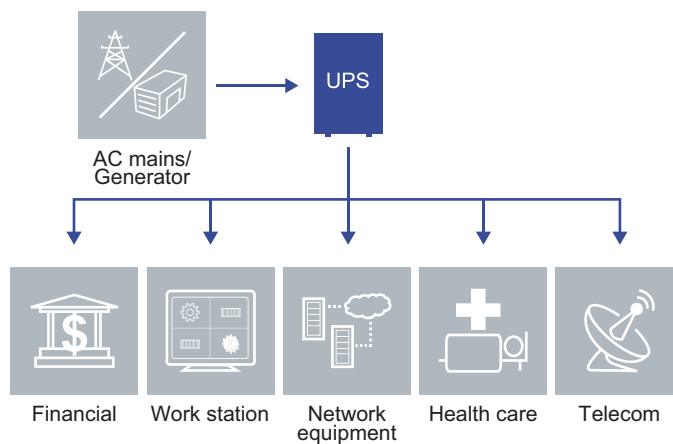 UPS
AC mains/
Generator
$
Financial
Work station
Network
equipment
Health care
Telecom